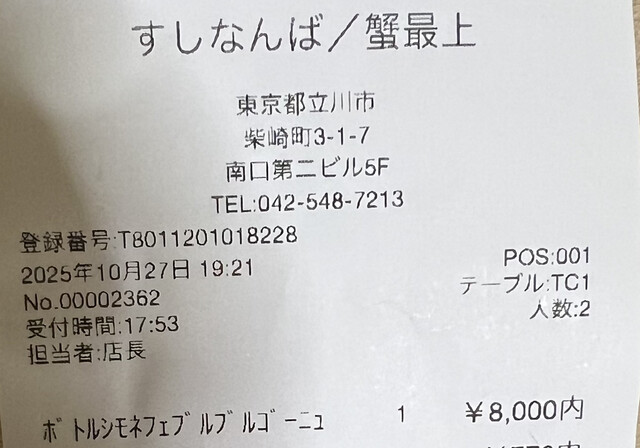 すしなんば／蟹最上
東京都立川市
柴崎町3-1-7
南口第二ビル5F
TEL:042-548-7213
登録番号:T8011201018228
2025年10月27日 19:21
POS:001
No.00002362
テーブル:TC1
受付時間:17:53
人数:2
担当者:店長
ﾎﾞﾄﾙｼﾓﾈﾌｪﾌﾞﾙﾌﾞﾙｺﾞｰﾆｭ 1 ¥8,000内